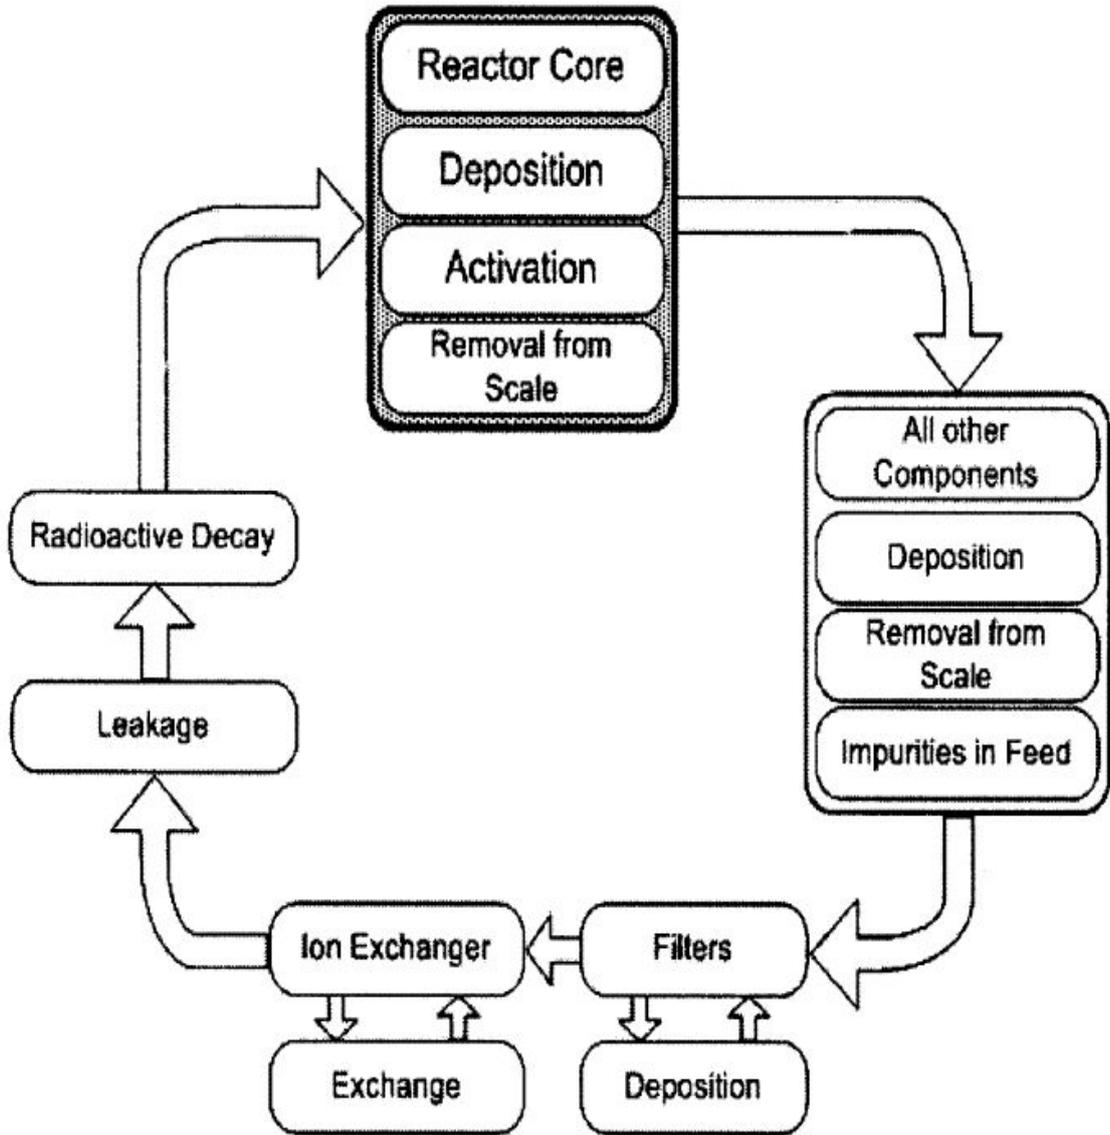 Reactor Core
Deposition
Activation
Removal from
Scale
All other
Components
Deposition
Removal from
Scale
Impurities in Feed
Radioactive Decay
Leakage
Ion Exchanger
Filters
Exchange
Deposition